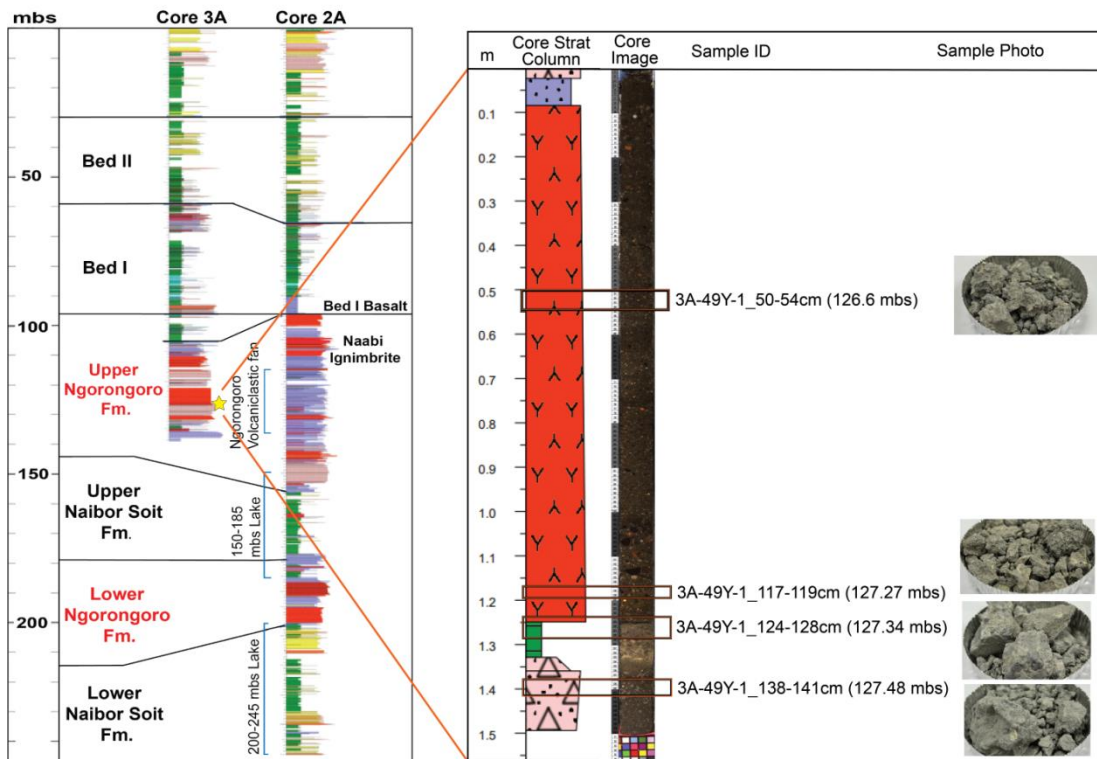 mbs
Core 3A
Core 2A
50
100
150
200
Bed II
Bed I
Bed I Basalt
Naabi
Ignimbrite
Upper
Ngorongoro
Fm.
Ngorongoro
Volcaniclastic fan
Upper
Naibor Soit
Fm.
150-185
mbs Lake
Lower
Ngorongoro
Fm.
Lower
Naibor Soit
Fm.
200-245 mbs Lake
m
Core Strat
Column
Core
Image
Sample ID
Sample Photo
0.1
0.2
0.3
0.4
0.5
0.6
0.7
0.8
0.9
1.0
1.1
1.2
1.3
1.4
1.5
3A-49Y-1_50-54cm (126.6 mbs)
3A-49Y-1_117-119cm (127.27 mbs)
3A-49Y-1_124-128cm (127.34 mbs)
3A-49Y-1_138-141cm (127.48 mbs)